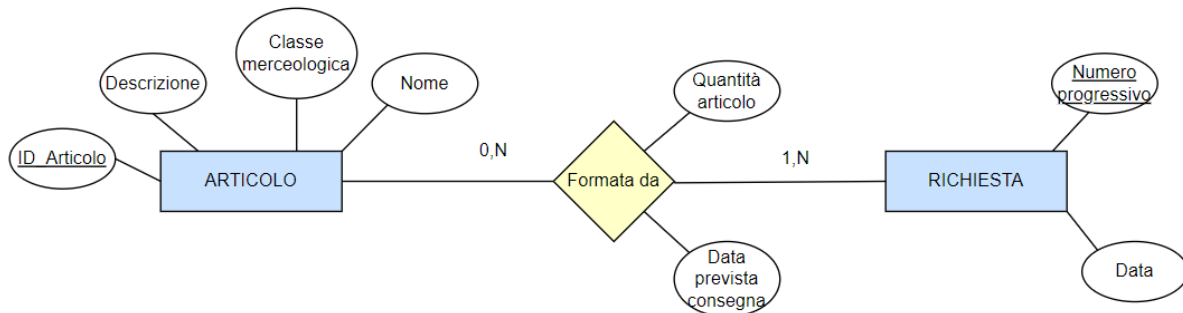 Classe
merceologica
Descrizione
Nome
ID_Articolo
ARTICOLO
0,N
Quantità
articolo
Formata da
Data
prevista
consegna
1,N
Numero
progressivo
RICHIESTA
Data